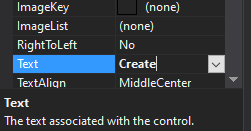 ImageKey (none)
ImageList (none)
RightToLeft No
Text Create
TextAlign MiddleCenter
Text
The text associated with the control.